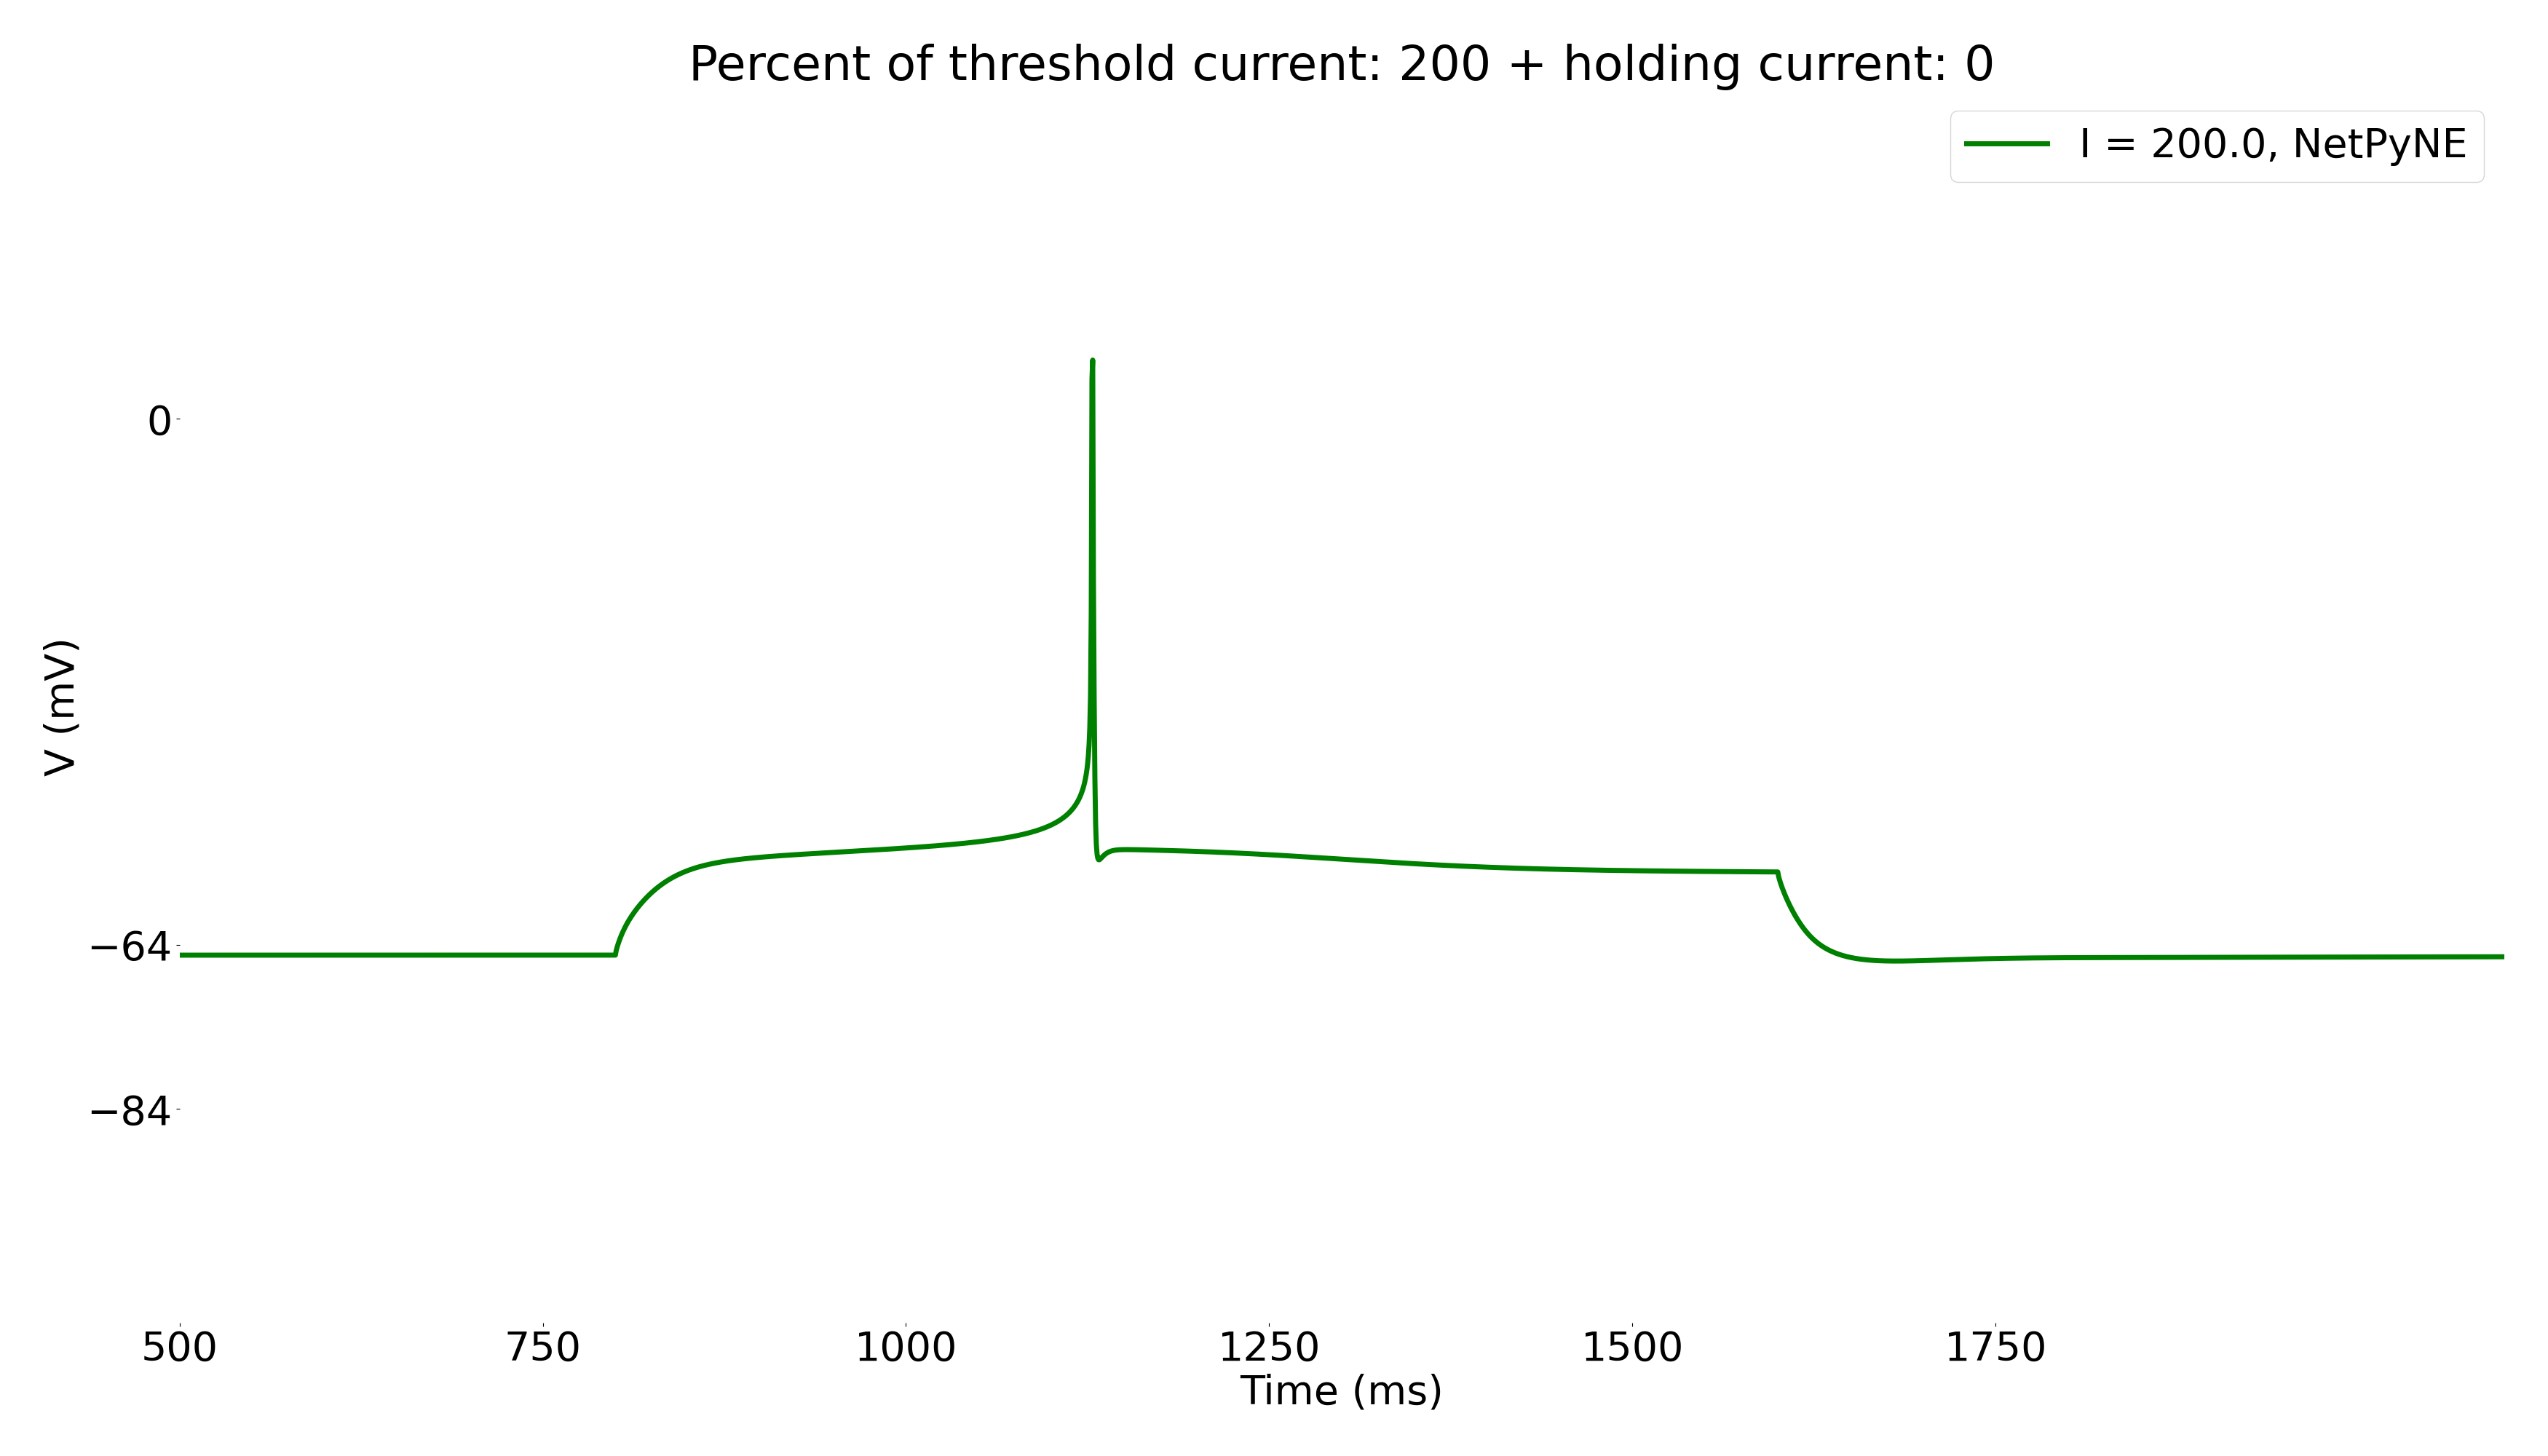 Percent of threshold current: 200 + holding current: 0
I = 200.0, NetPyNE
0
V (mV)
−64
−84
500 750 1000 1250 1500 1750
Time (ms)